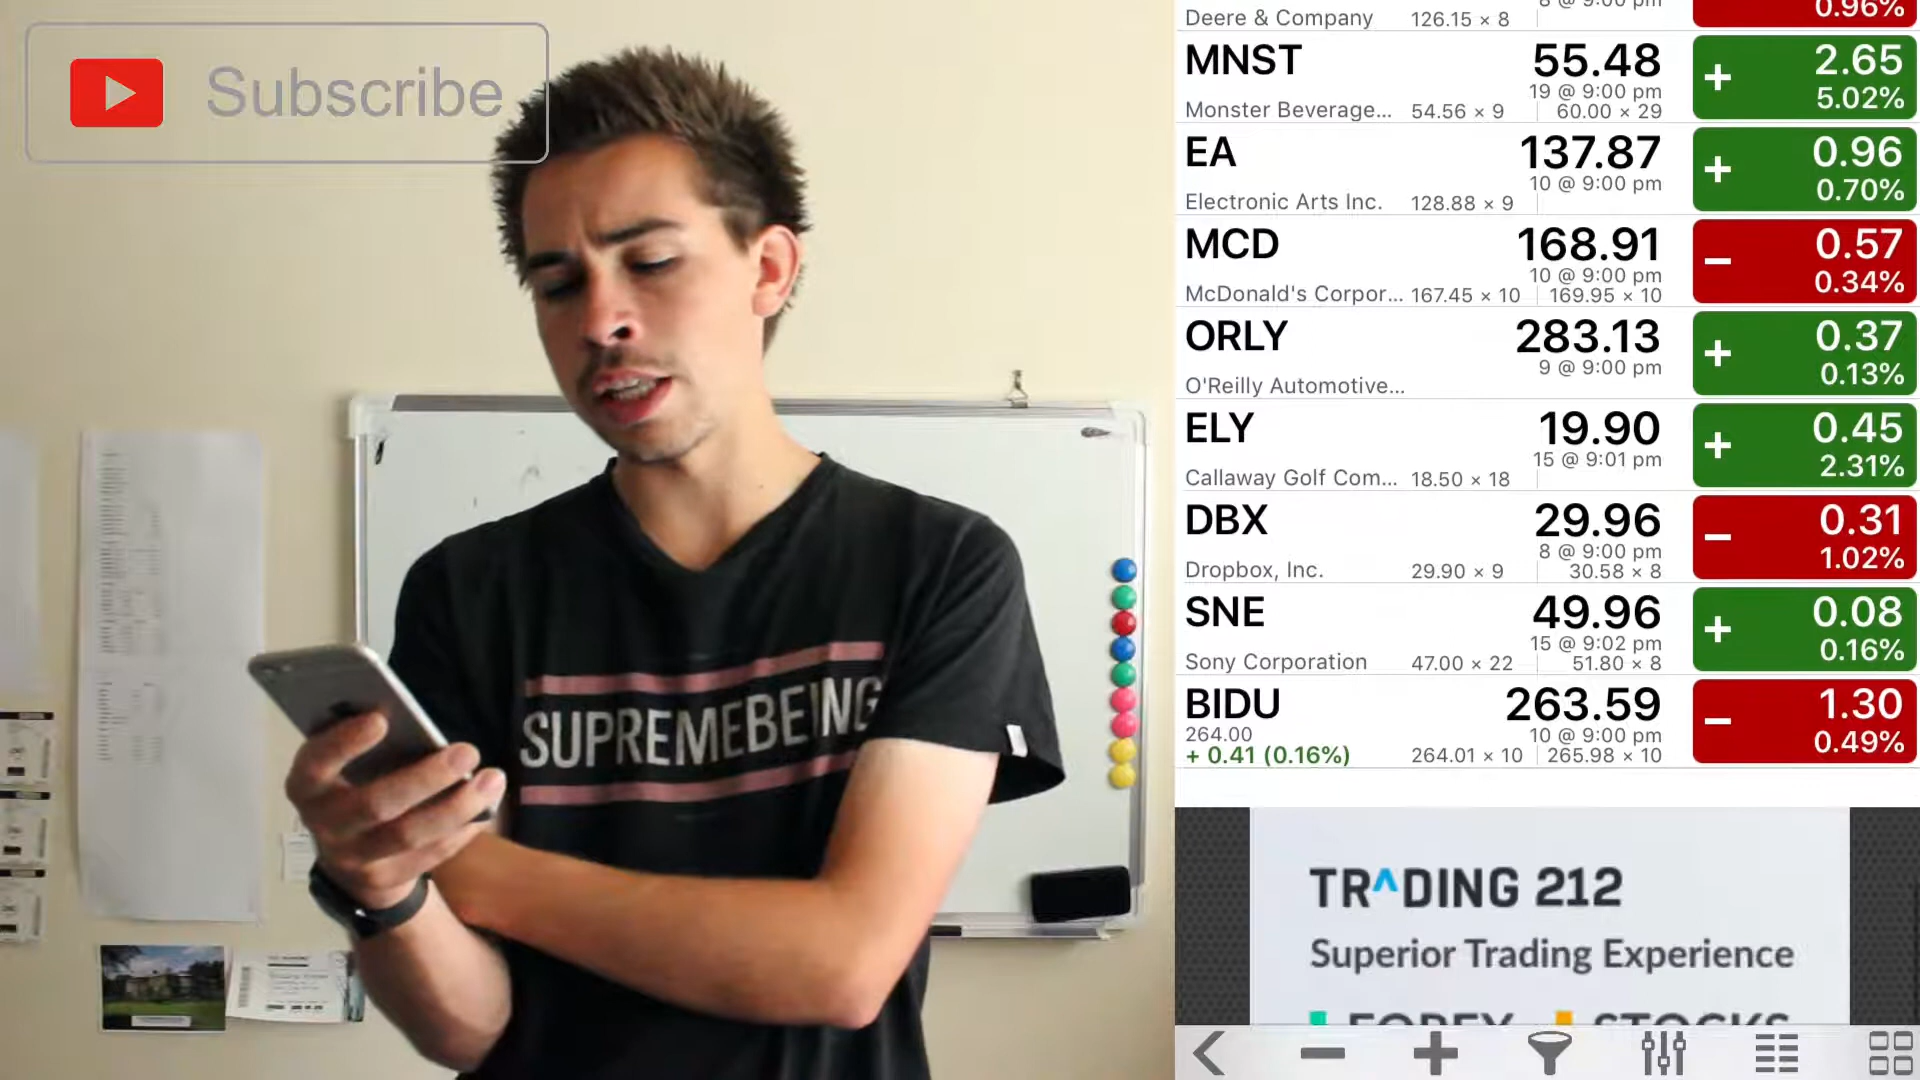 Subscribe
SUPREMEBEING
8 @ 9:00 pm
0.96%
Deere & Company 126.15 × 8
MNST 55.48 + 2.65
19 @ 9:00 pm 5.02%
Monster Beverage... 54.56 × 9 60.00 × 29
EA 137.87 + 0.96
10 @ 9:00 pm 0.70%
Electronic Arts Inc. 128.88 × 9
MCD 168.91 − 0.57
10 @ 9:00 pm 0.34%
McDonald's Corpor... 167.45 × 10 169.95 × 10
ORLY 283.13 + 0.37
9 @ 9:00 pm 0.13%
O'Reilly Automotive...
ELY 19.90 + 0.45
15 @ 9:01 pm 2.31%
Callaway Golf Com... 18.50 × 18
DBX 29.96 − 0.31
8 @ 9:00 pm 1.02%
Dropbox, Inc. 29.90 × 9 30.58 × 8
SNE 49.96 + 0.08
15 @ 9:02 pm 0.16%
Sony Corporation 47.00 × 22 51.80 × 8
BIDU 263.59 − 1.30
264.00 10 @ 9:00 pm 0.49%
+ 0.41 (0.16%) 264.01 × 10 265.98 × 10
TRADING 212
Superior Trading Experience
FOREX STOCKS